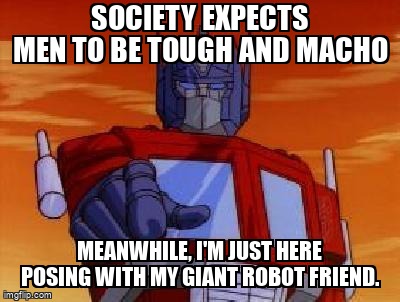 SOCIETY EXPECTS
MEN TO BE TOUGH AND MACHO
MEANWHILE, I'M JUST HERE
POSING WITH MY GIANT ROBOT FRIEND.
imgflip.com